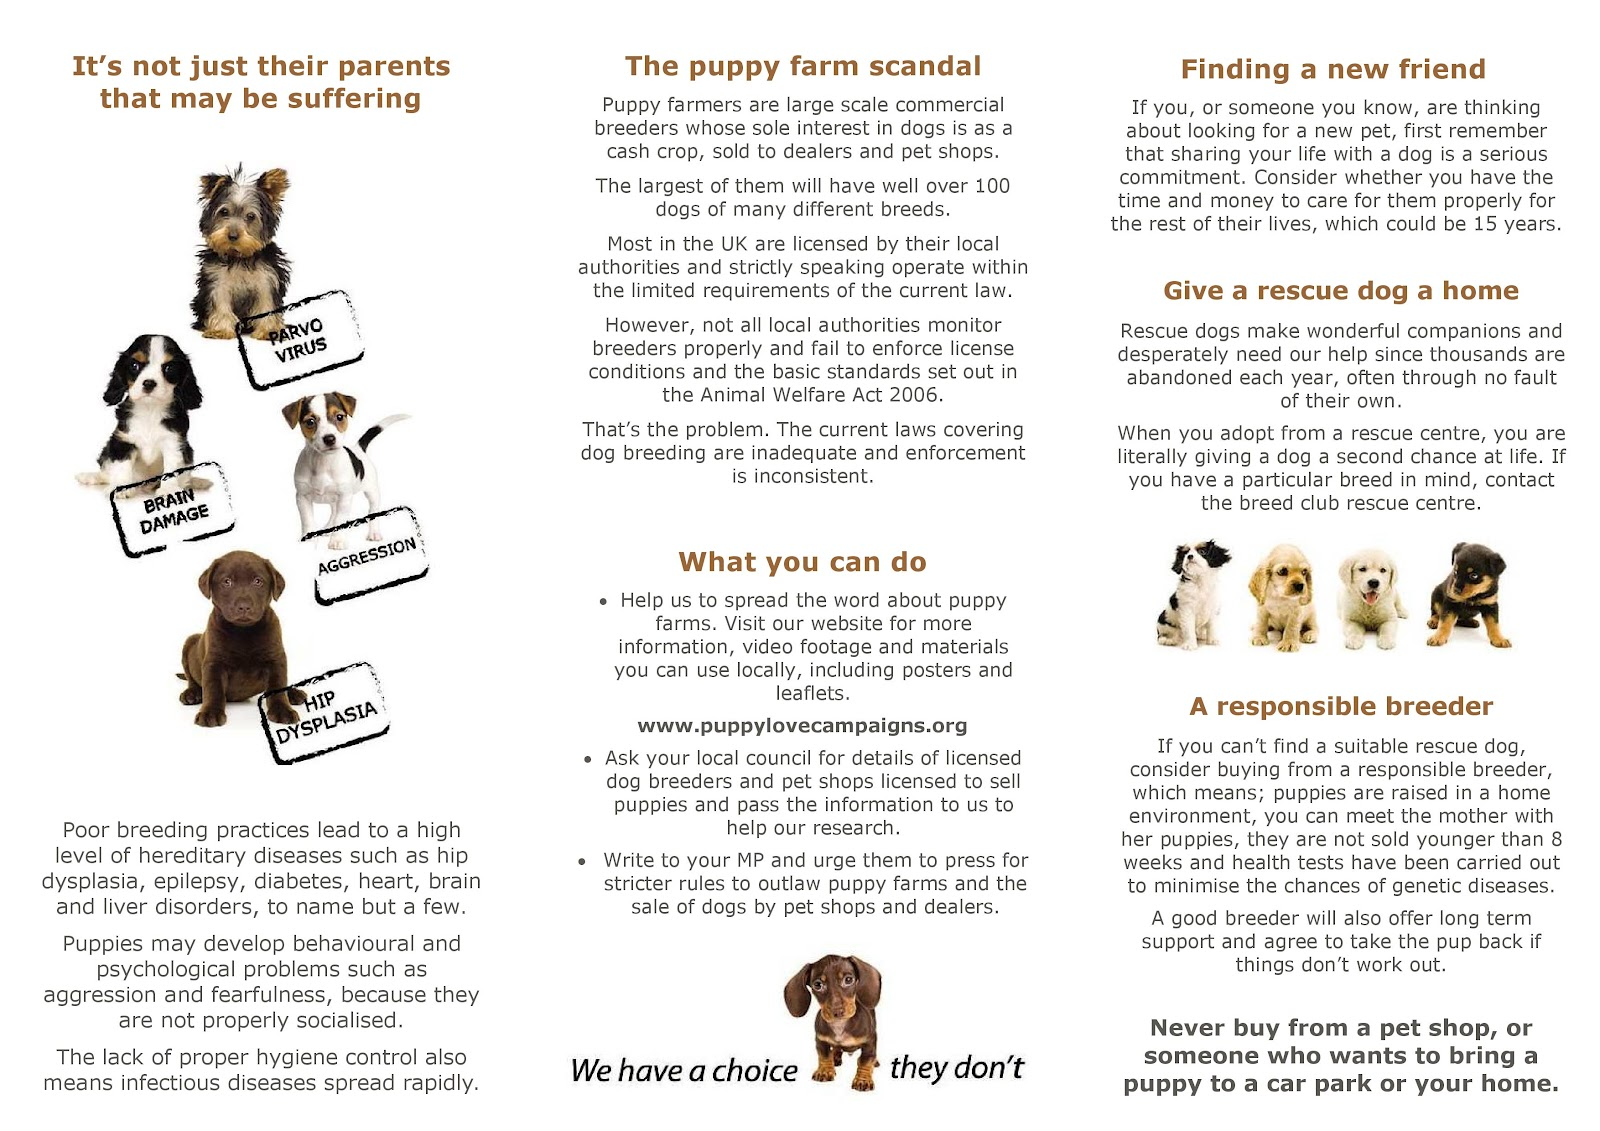 It's not just their parents
that may be suffering
PARVO
VIRUS
BRAIN
DAMAGE
AGGRESSION
HIP
DYSPLASIA
Poor breeding practices lead to a high
level of hereditary diseases such as hip
dysplasia, epilepsy, diabetes, heart, brain
and liver disorders, to name but a few.
Puppies may develop behavioural and
psychological problems such as
aggression and fearfulness, because they
are not properly socialised.
The lack of proper hygiene control also
means infectious diseases spread rapidly.
The puppy farm scandal
Puppy farmers are large scale commercial
breeders whose sole interest in dogs is as a
cash crop, sold to dealers and pet shops.
The largest of them will have well over 100
dogs of many different breeds.
Most in the UK are licensed by their local
authorities and strictly speaking operate within
the limited requirements of the current law.
However, not all local authorities monitor
breeders properly and fail to enforce license
conditions and the basic standards set out in
the Animal Welfare Act 2006.
That's the problem. The current laws covering
dog breeding are inadequate and enforcement
is inconsistent.
What you can do
• Help us to spread the word about puppy
farms. Visit our website for more
information, video footage and materials
you can use locally, including posters and
leaflets.
www.puppylovecampaigns.org
• Ask your local council for details of licensed
dog breeders and pet shops licensed to sell
puppies and pass the information to us to
help our research.
• Write to your MP and urge them to press for
stricter rules to outlaw puppy farms and the
sale of dogs by pet shops and dealers.
We have a choice they don't
Finding a new friend
If you, or someone you know, are thinking
about looking for a new pet, first remember
that sharing your life with a dog is a serious
commitment. Consider whether you have the
time and money to care for them properly for
the rest of their lives, which could be 15 years.
Give a rescue dog a home
Rescue dogs make wonderful companions and
desperately need our help since thousands are
abandoned each year, often through no fault
of their own.
When you adopt from a rescue centre, you are
literally giving a dog a second chance at life. If
you have a particular breed in mind, contact
the breed club rescue centre.
A responsible breeder
If you can't find a suitable rescue dog,
consider buying from a responsible breeder,
which means; puppies are raised in a home
environment, you can meet the mother with
her puppies, they are not sold younger than 8
weeks and health tests have been carried out
to minimise the chances of genetic diseases.
A good breeder will also offer long term
support and agree to take the pup back if
things don't work out.
Never buy from a pet shop, or
someone who wants to bring a
puppy to a car park or your home.